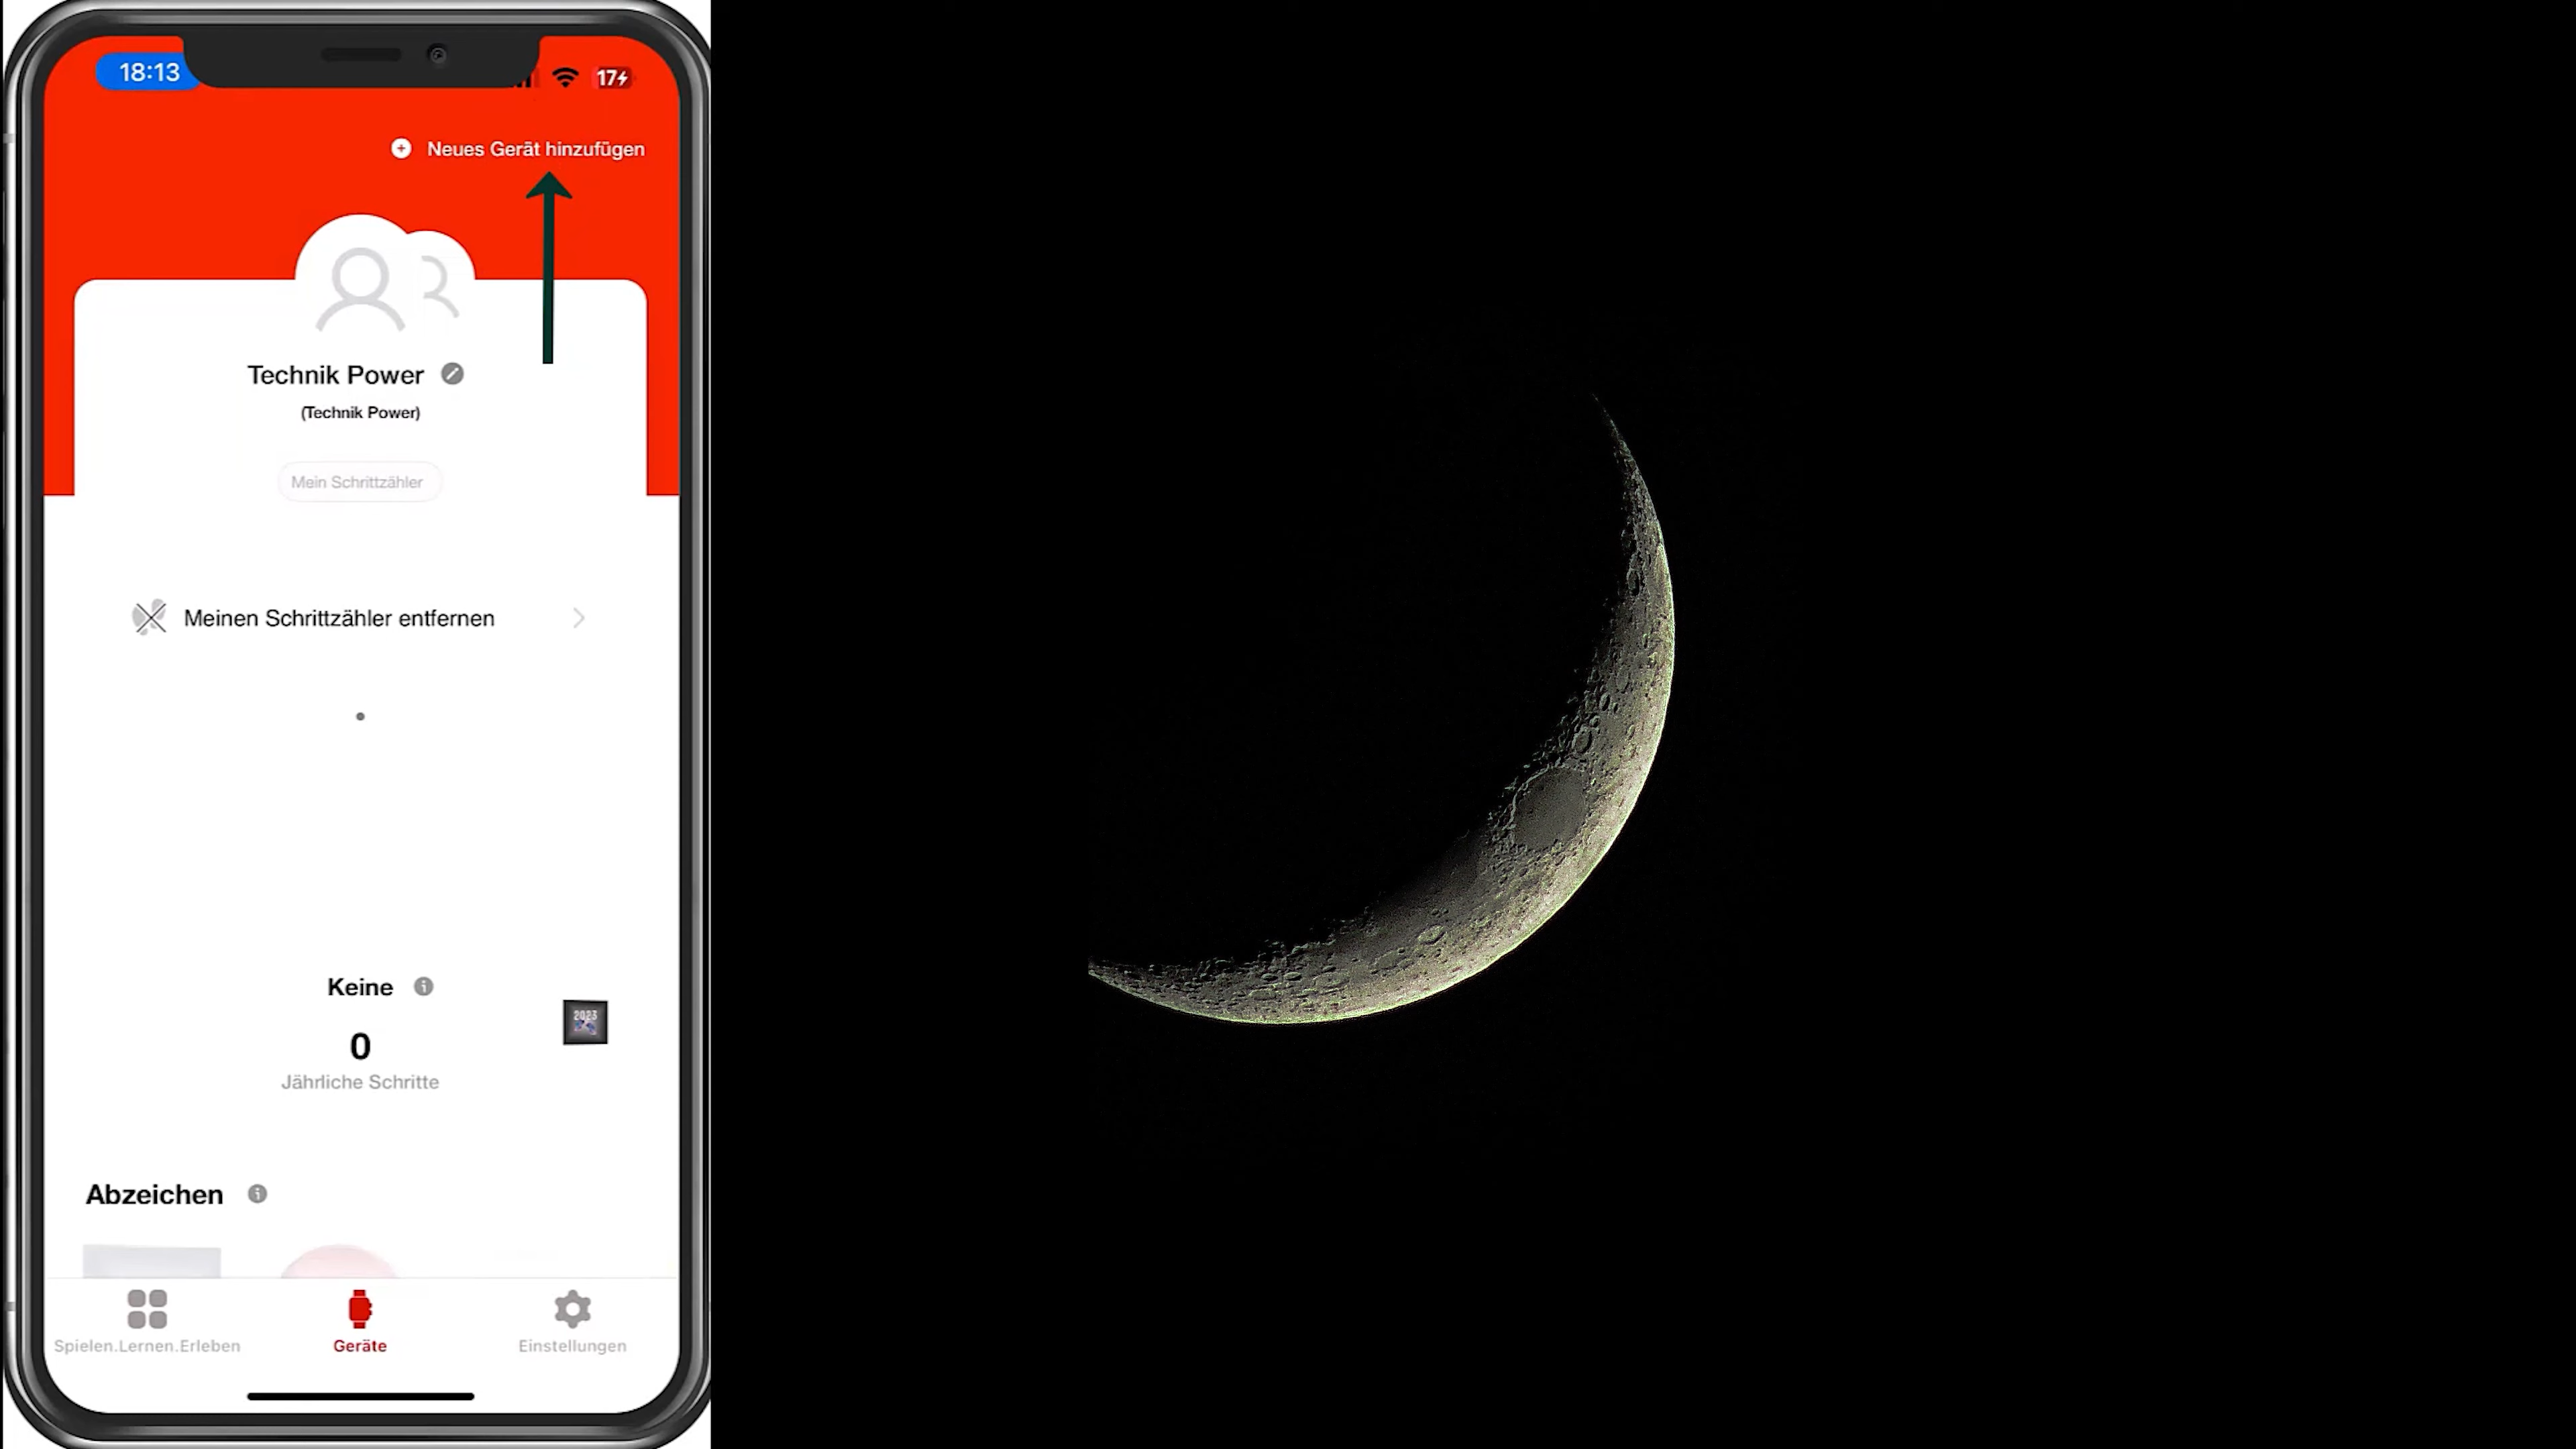 18:13
17
Neues Gerät hinzufügen
Technik Power
(Technik Power)
Mein Schrittzähler
Meinen Schrittzähler entfernen
Keine
2023
0
Jährliche Schritte
Abzeichen
Spielen.Lernen.Erleben
Geräte
Einstellungen